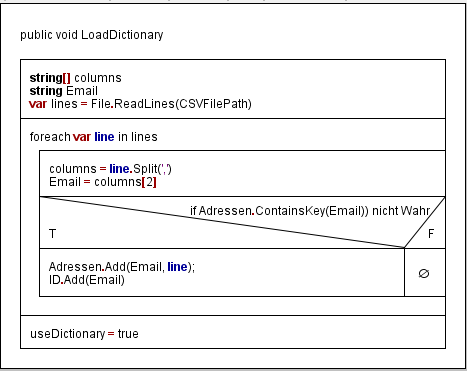 public void LoadDictionary
string[] columns
string Email
var lines = File.ReadLines(CSVFilePath)
foreach var line in lines
columns = line.Split(',')
Email = columns[2]
if Adressen.ContainsKey(Email)) nicht Wahr
T
F
Adressen.Add(Email, line);
ID.Add(Email)
∅
useDictionary = true